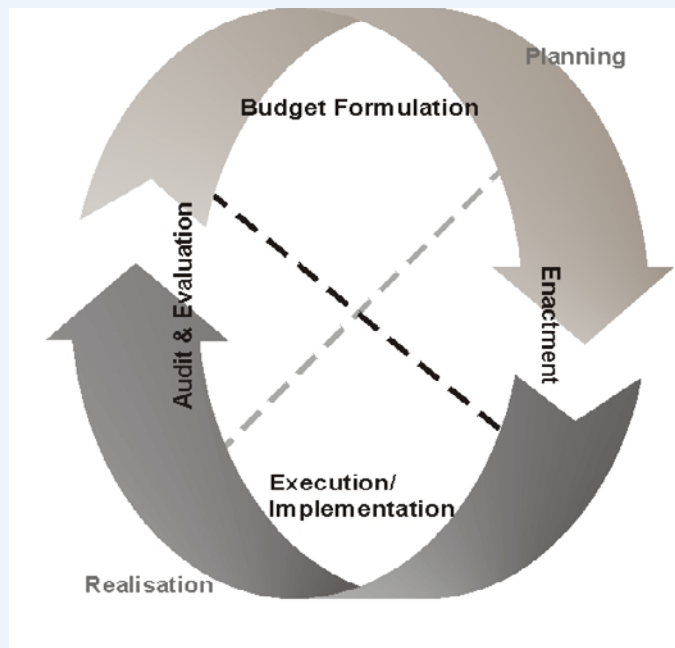 Planning
Budget Formulation
Audit & Evaluation
Enactment
Execution/
Implementation
Realisation